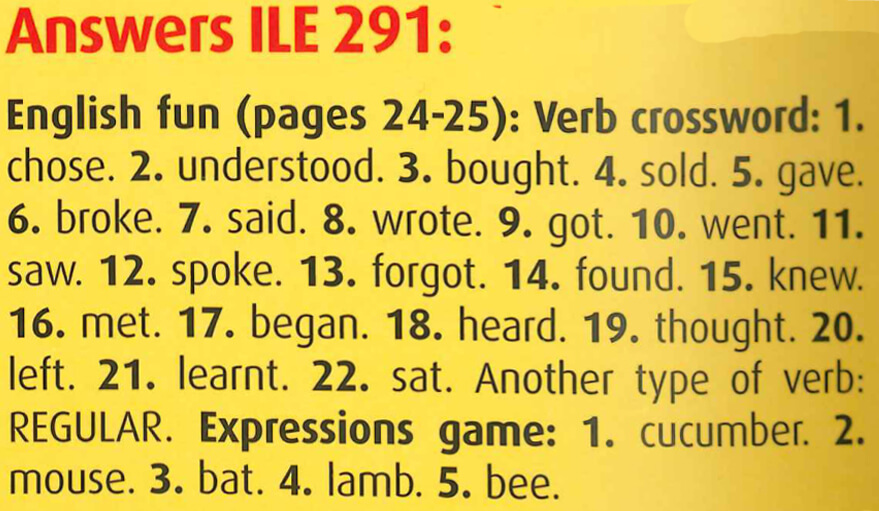 Answers ILE 291:
English fun (pages 24-25): Verb crossword: 1.
chose. 2. understood. 3. bought. 4. sold. 5. gave.
6. broke. 7. said. 8. wrote. 9. got. 10. went. 11.
saw. 12. spoke. 13. forgot. 14. found. 15. knew.
16. met. 17. began. 18. heard. 19. thought. 20.
left. 21. learnt. 22. sat. Another type of verb:
REGULAR. Expressions game: 1. cucumber. 2.
mouse. 3. bat. 4. lamb. 5. bee.